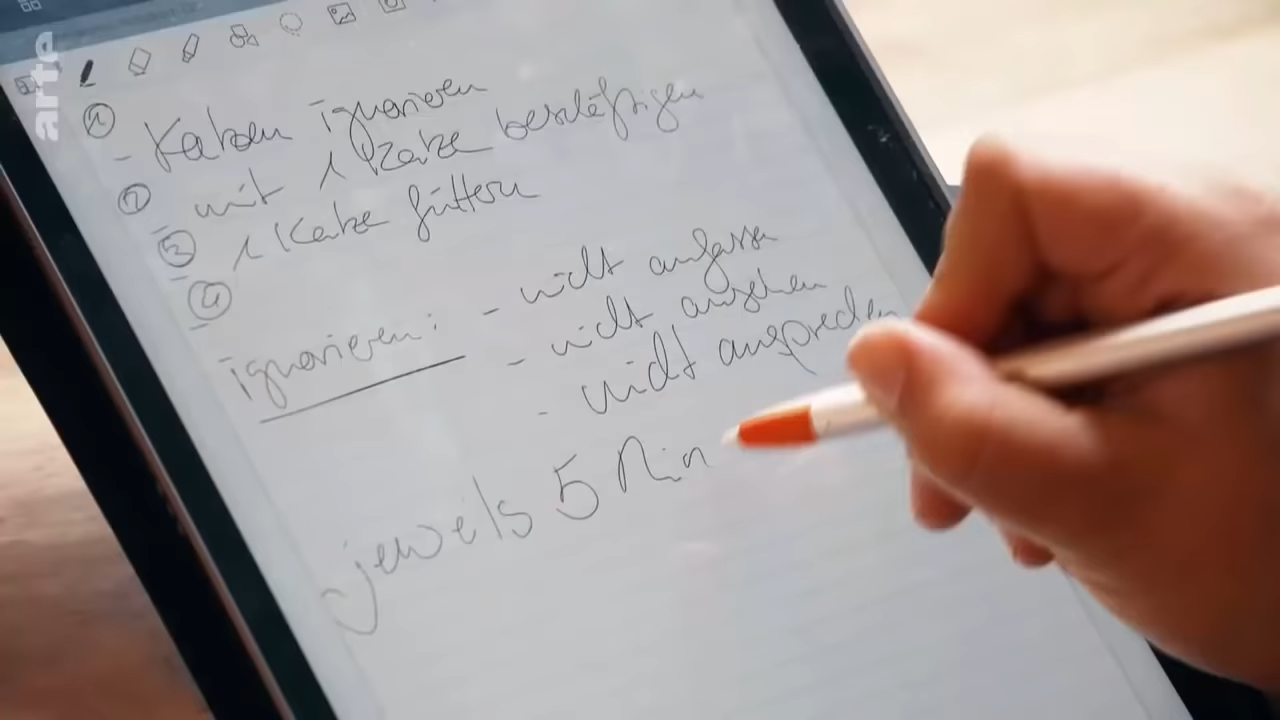 arte
① - Katzen ignorieren
② - mit 1 Katze beschäftigen
③ - 1 Katze füttern
④ -
ignorieren: - nicht anfassen
- nicht ansehen
- nicht ansprechen
jeweils 5 Min